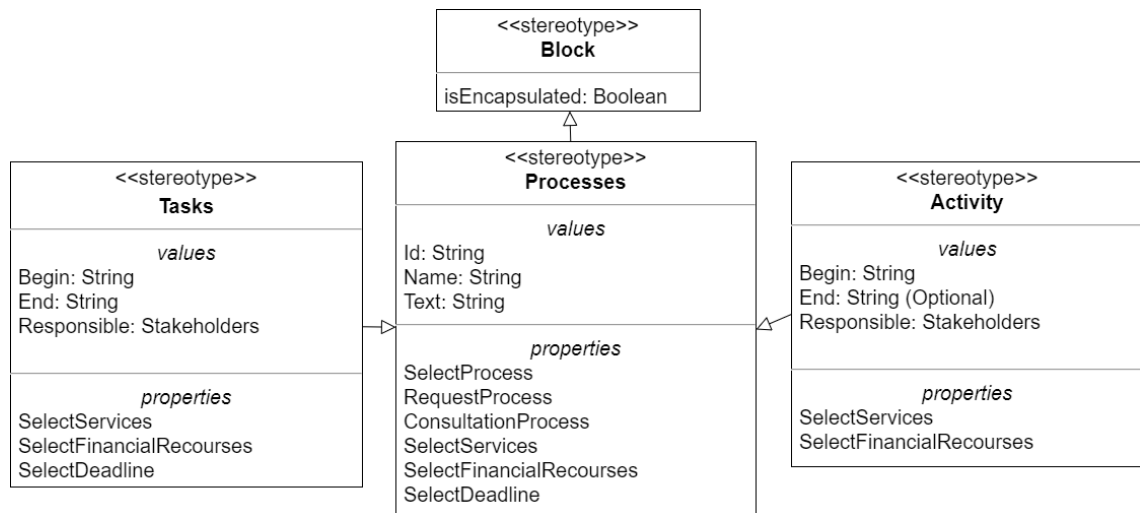 <<stereotype>>
Block
isEncapsulated: Boolean
<<stereotype>>
Tasks
values
Begin: String
End: String
Responsible: Stakeholders
properties
SelectServices
SelectFinancialRecourses
SelectDeadline
<<stereotype>>
Processes
values
Id: String
Name: String
Text: String
properties
SelectProcess
RequestProcess
ConsultationProcess
SelectServices
SelectFinancialRecourses
SelectDeadline
<<stereotype>>
Activity
values
Begin: String
End: String (Optional)
Responsible: Stakeholders
properties
SelectServices
SelectFinancialRecourses